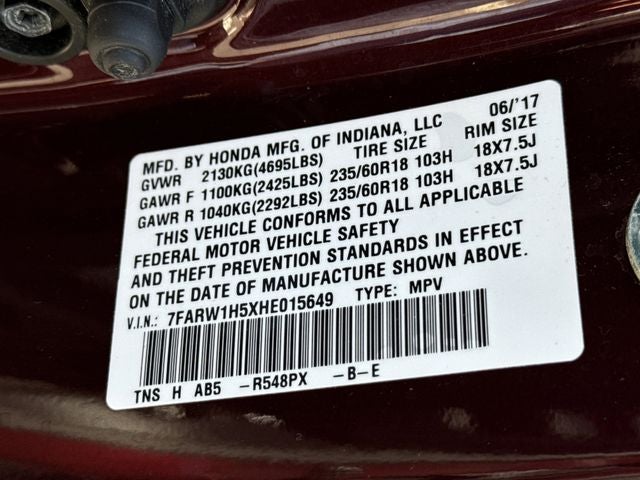 MFD. BY HONDA MFG. OF INDIANA, LLC 06/'17
GVWR 2130KG(4695LBS) TIRE SIZE RIM SIZE
GAWR F 1100KG(2425LBS) 235/60R18 103H 18X7.5J
GAWR R 1040KG(2292LBS) 235/60R18 103H 18X7.5J
THIS VEHICLE CONFORMS TO ALL APPLICABLE
FEDERAL MOTOR VEHICLE SAFETY
AND THEFT PREVENTION STANDARDS IN EFFECT
ON THE DATE OF MANUFACTURE SHOWN ABOVE.
V.I.N.: 7FARW1H5XHE015649 TYPE: MPV
TNS H AB5 -R548PX -B-E